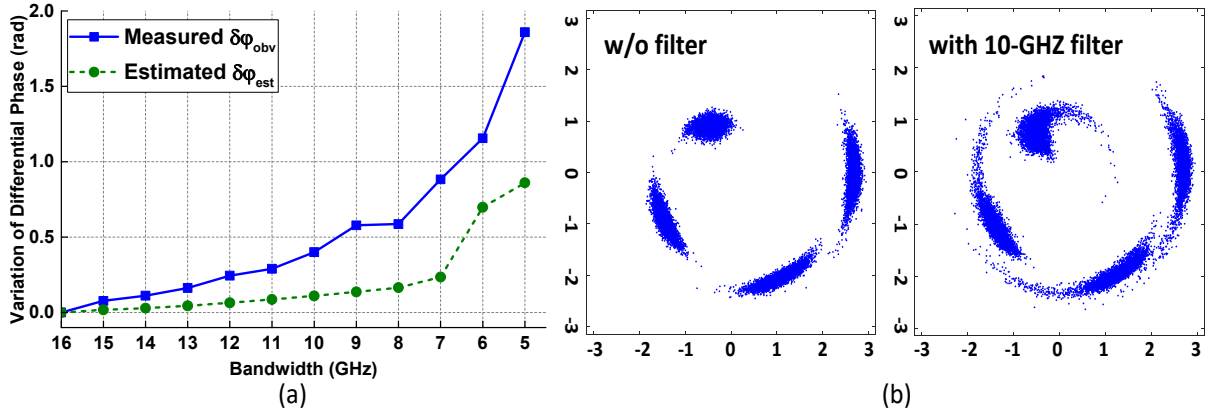 Variation of Differential Phase (rad)
2.0
1.5
1.0
0.5
0.0
Measured δφobv
Estimated δφest
16 15 14 13 12 11 10 9 8 7 6 5
Bandwidth (GHz)
(a)
w/o filter
3
2
1
0
-1
-2
-3
-3 -2 -1 0 1 2 3
with 10-GHZ filter
3
2
1
0
-1
-2
-3
-3 -2 -1 0 1 2 3
(b)